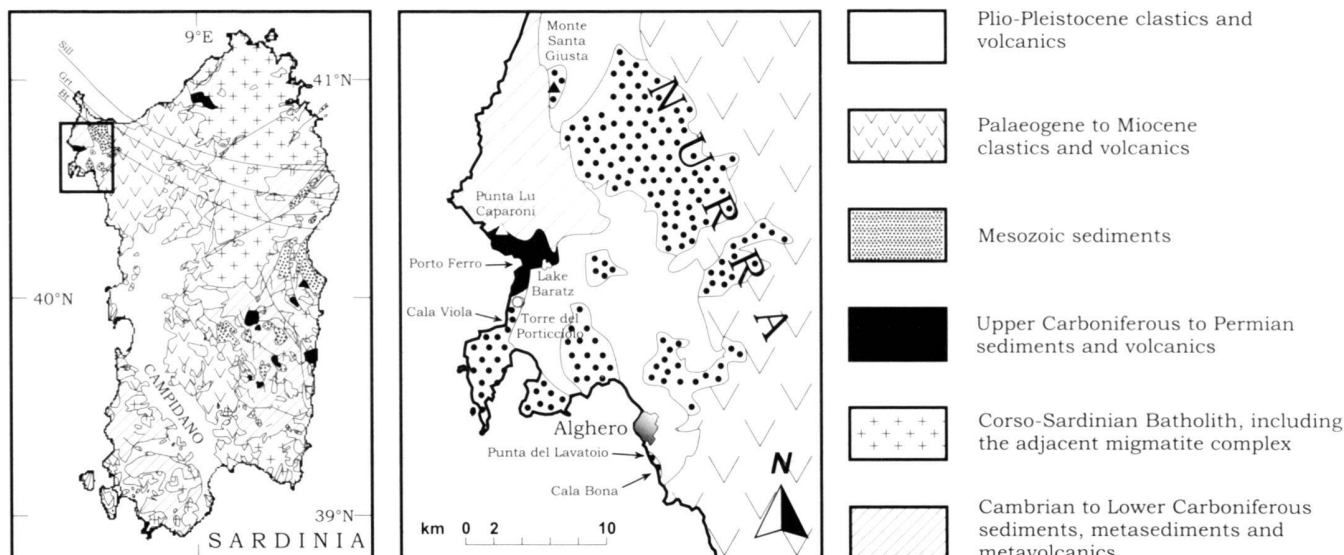 9°E
Sill
Grt
Bt
41°N
40°N
CAMPIDANO
39°N
SARDINIA
Monte
Santa
Giusta
NURRA
Punta Lu
Caparoni
Porto Ferro
Lake
Baratz
Cala Viola
Torre del
Porticciolo
Alghero
Punta del Lavatoio
Cala Bona
N
km 0 2 10
Plio-Pleistocene clastics and
volcanics
Palaeogene to Miocene
clastics and volcanics
Mesozoic sediments
Upper Carboniferous to Permian
sediments and volcanics
Corso-Sardinian Batholith, including
the adjacent migmatite complex
Cambrian to Lower Carboniferous
sediments, metasediments and
metavolcanics